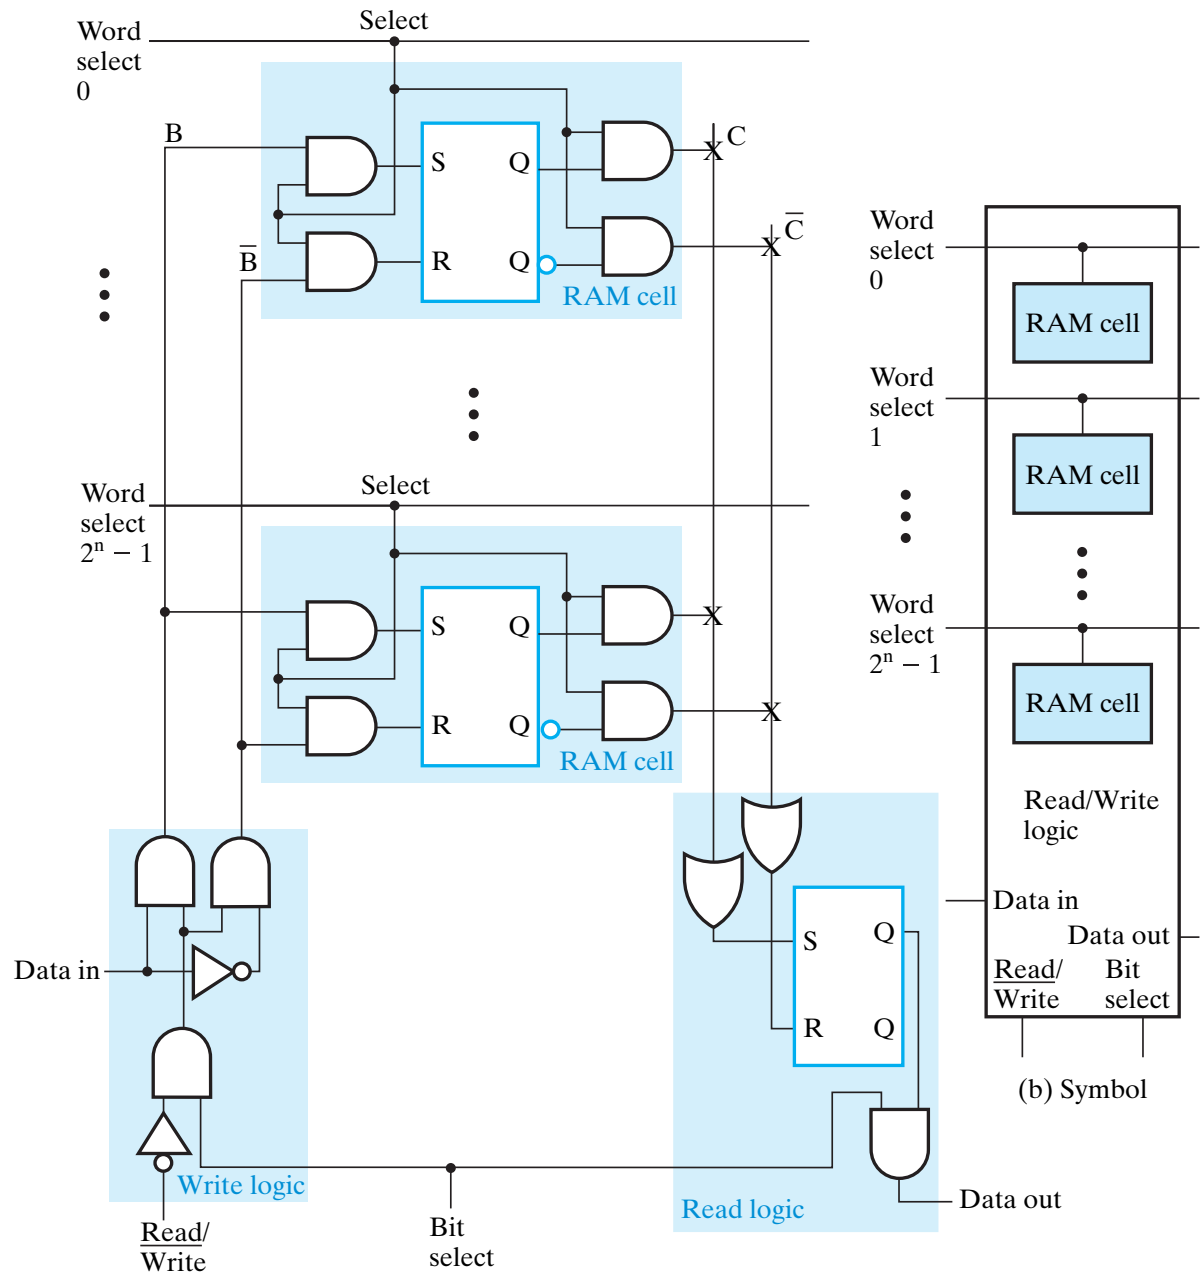 Select
Word
select
0
B
S
Q
X
C
B̅
R
Q
X
C̅
RAM cell
Select
Word
select
2ⁿ − 1
S
Q
X
R
Q
X
RAM cell
Data in
Write logic
Read/
Write
Bit
select
S
Q
R
Q
Read logic
Data out
Word
select
0
RAM cell
Word
select
1
RAM cell
Word
select
2ⁿ − 1
RAM cell
Read/Write
logic
Data in
Data out
Read/
Write
Bit
select
(b) Symbol